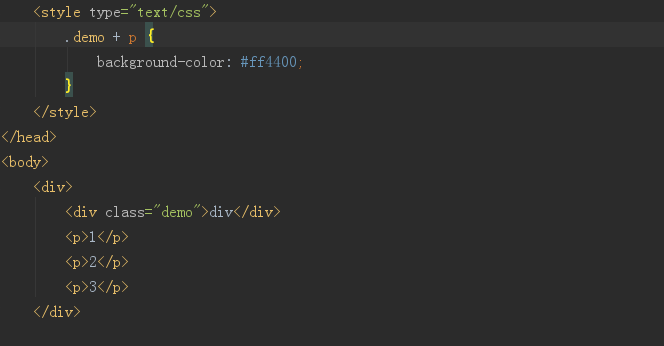 <style type="text/css">
.demo + p {
background-color: #ff4400;
}
</style>
</head>
<body>
<div>
<div class="demo">div</div>
<p>1</p>
<p>2</p>
<p>3</p>
</div>